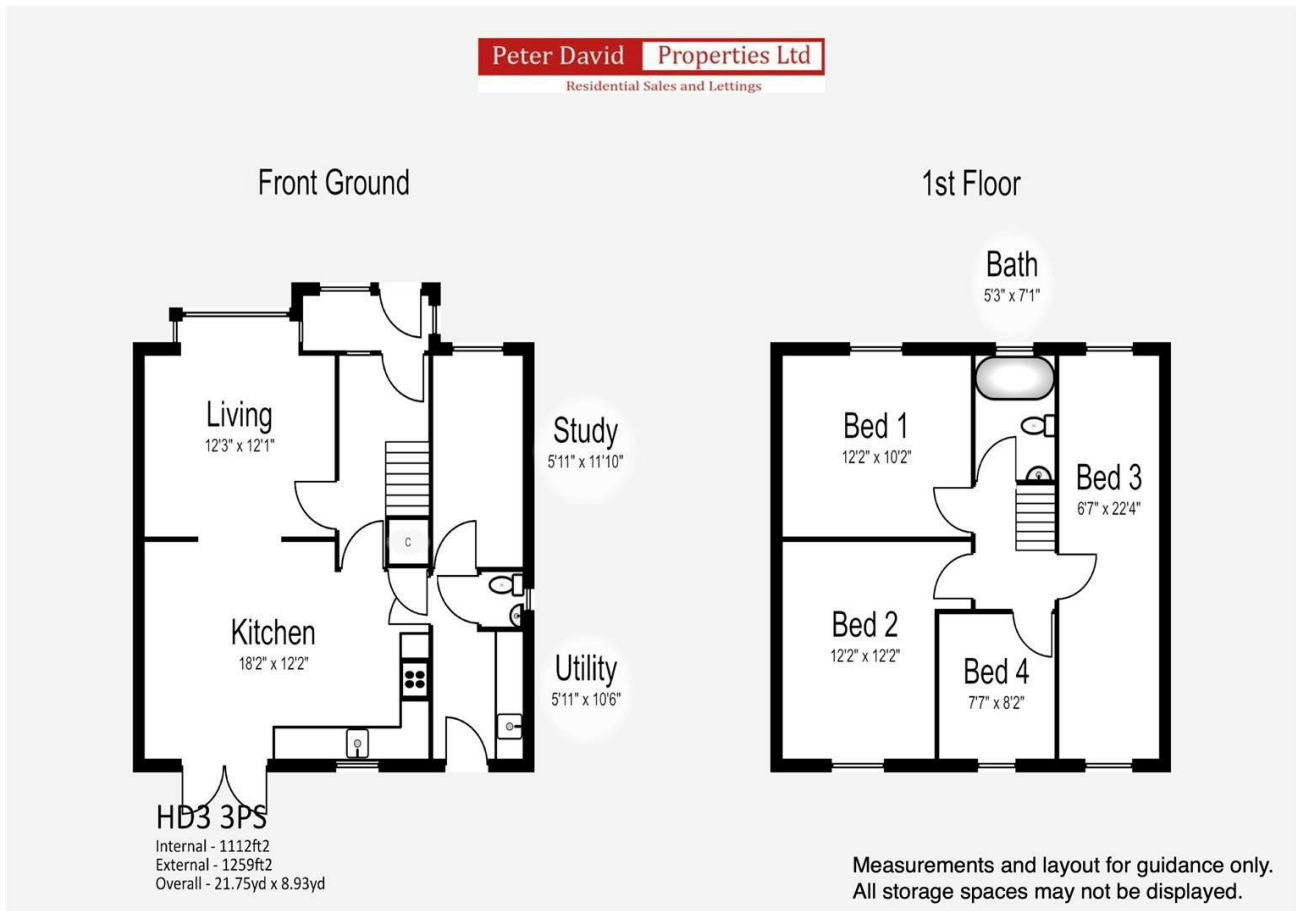 Peter David Properties Ltd
Residential Sales and Lettings
Front Ground
1st Floor
Bath
5'3" x 7'1"
Living
12'3" x 12'1"
Study
5'11" x 11'10"
C
Kitchen
18'2" x 12'2"
Utility
5'11" x 10'6"
Bed 1
12'2" x 10'2"
Bed 3
6'7" x 22'4"
Bed 2
12'2" x 12'2"
Bed 4
7'7" x 8'2"
HD3 3PS
Internal - 1112ft2
External - 1259ft2
Overall - 21.75yd x 8.93yd
Measurements and layout for guidance only.
All storage spaces may not be displayed.